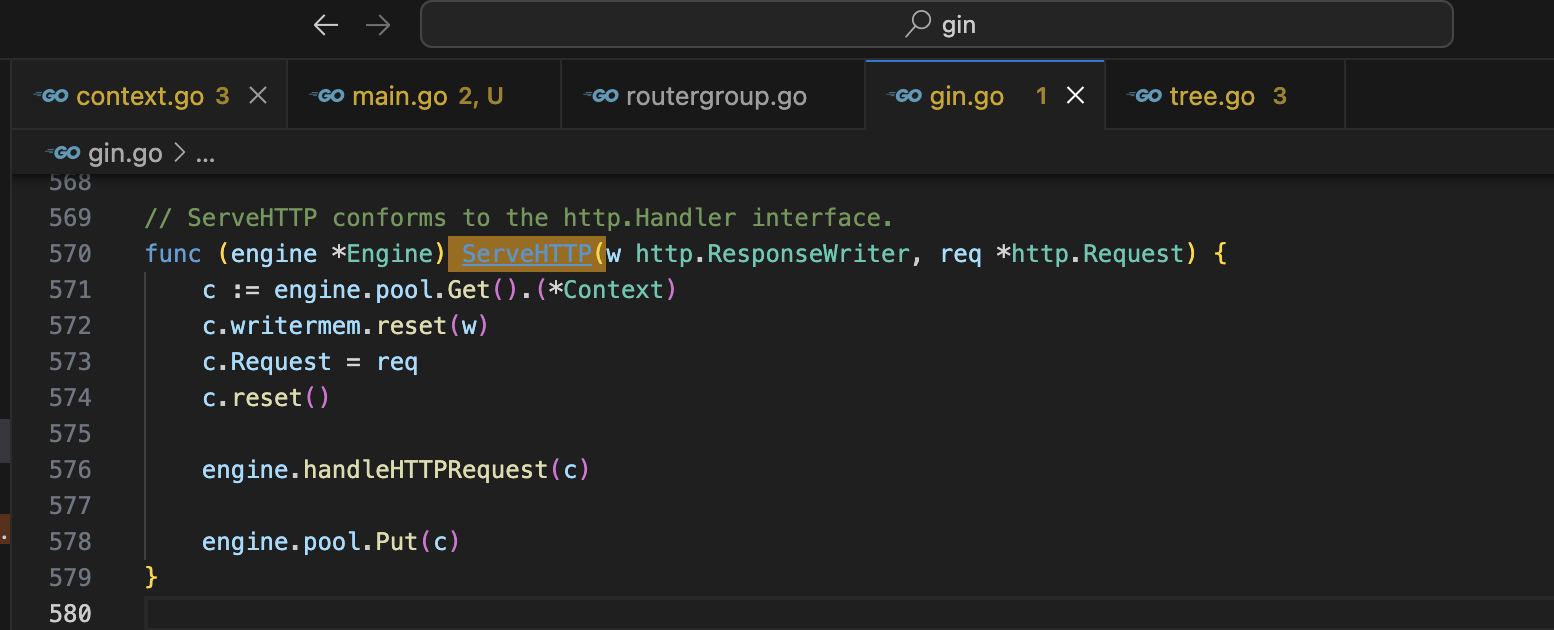 gin
GO context.go 3 GO main.go 2, U GO routergroup.go GO gin.go 1 GO tree.go 3
GO gin.go > ...
568
569 // ServeHTTP conforms to the http.Handler interface.
570 func (engine *Engine) ServeHTTP(w http.ResponseWriter, req *http.Request) {
571 c := engine.pool.Get().(*Context)
572 c.writermem.reset(w)
573 c.Request = req
574 c.reset()
575
576 engine.handleHTTPRequest(c)
577
578 engine.pool.Put(c)
579 }
580